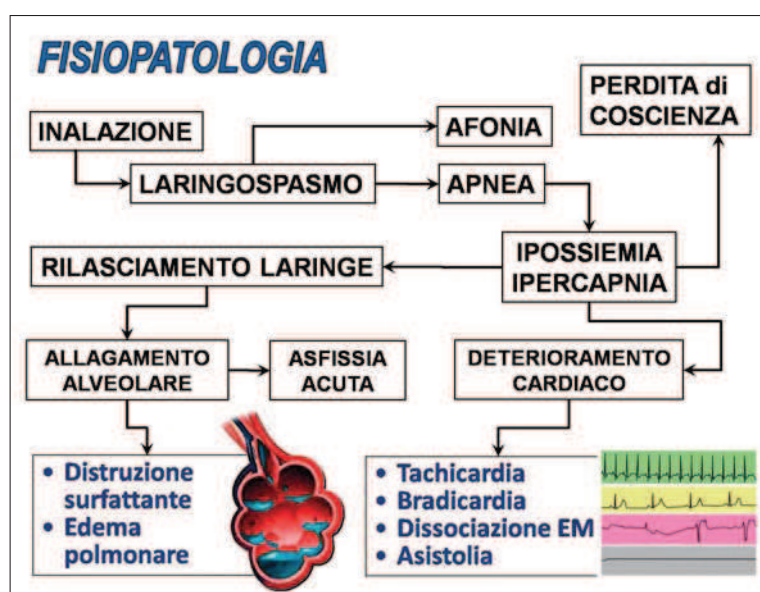 FISIOPATOLOGIA
INALAZIONE
LARINGOSPASMO
AFONIA
APNEA
PERDITA di
COSCIENZA
IPOSSIEMIA
IPERCAPNIA
RILASCIAMENTO LARINGE
ALLAGAMENTO
ALVEOLARE
ASFISSIA
ACUTA
DETERIORAMENTO
CARDIACO
• Distruzione
surfattante
• Edema
polmonare
• Tachicardia
• Bradicardia
• Dissociazione EM
• Asistolia